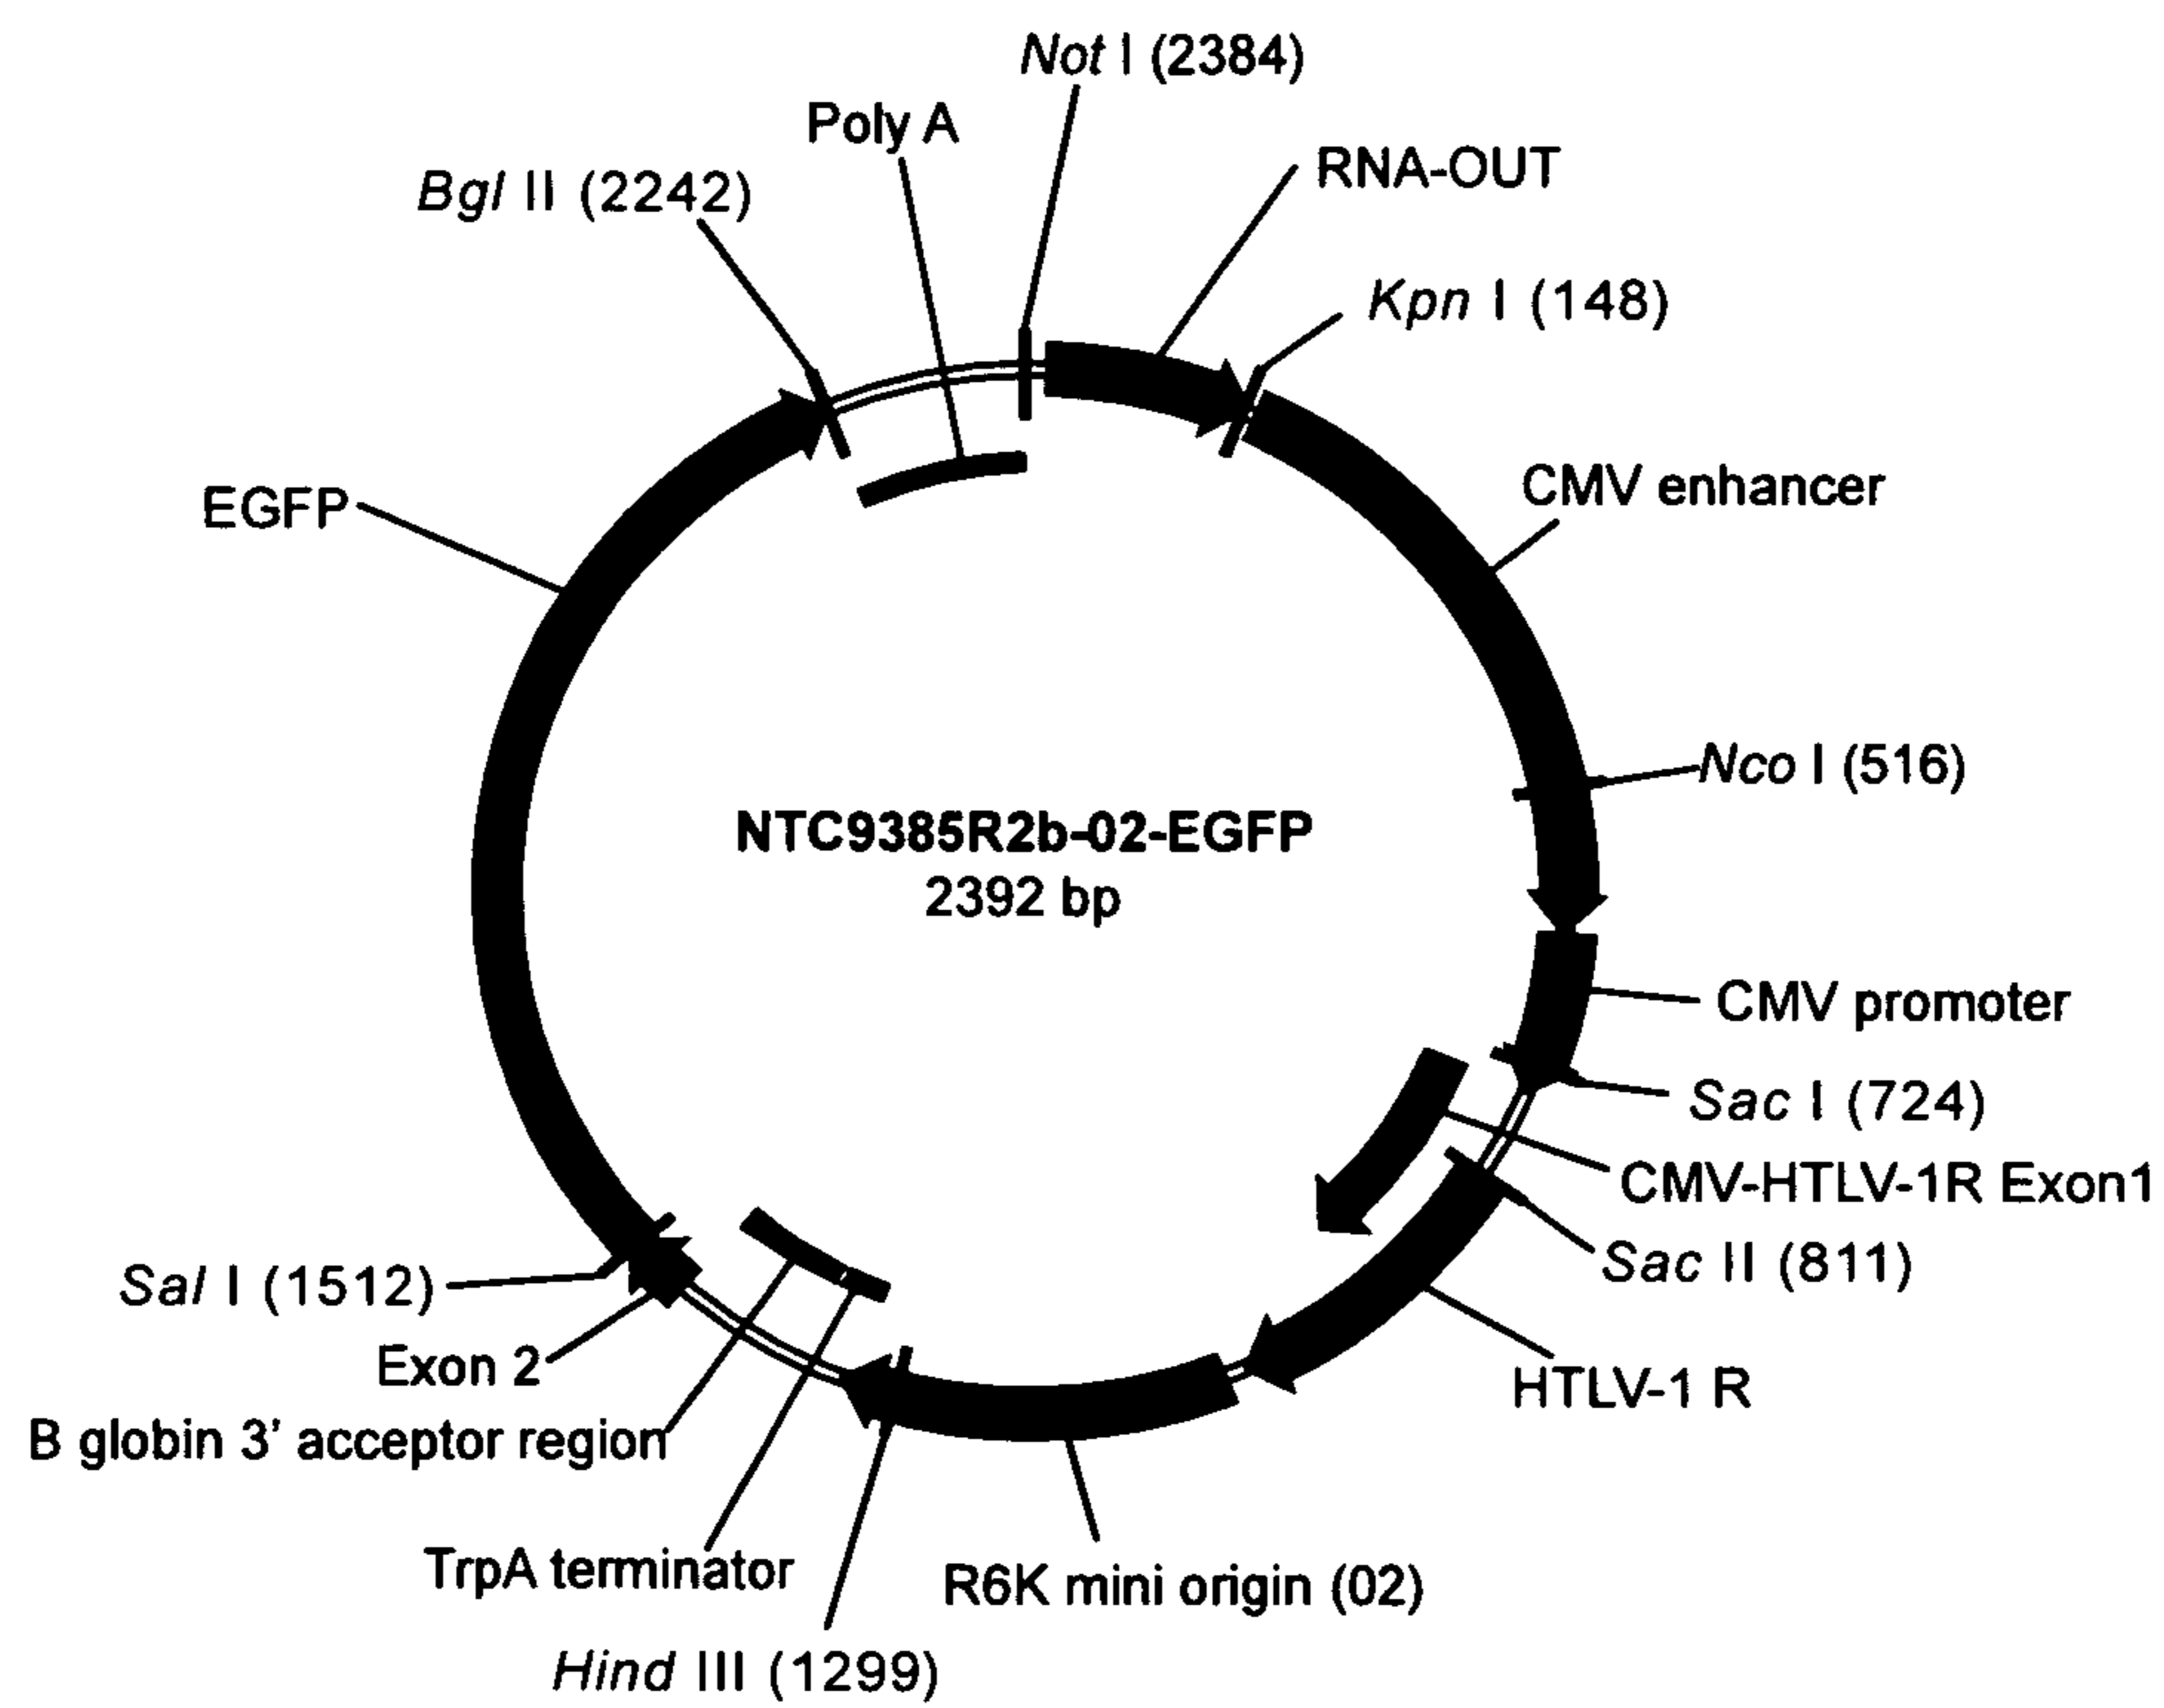 Not I (2384)
Poly A
RNA-OUT
Bgl II (2242)
Kpn I (148)
EGFP
CMV enhancer
Nco I (516)
NTC9385R2b-02-EGFP
2392 bp
CMV promoter
Sac I (724)
CMV-HTLV-1R Exon1
Sac II (811)
Sal I (1512)
Exon 2
HTLV-1 R
B globin 3' acceptor region
TrpA terminator
R6K mini origin (02)
Hind III (1299)